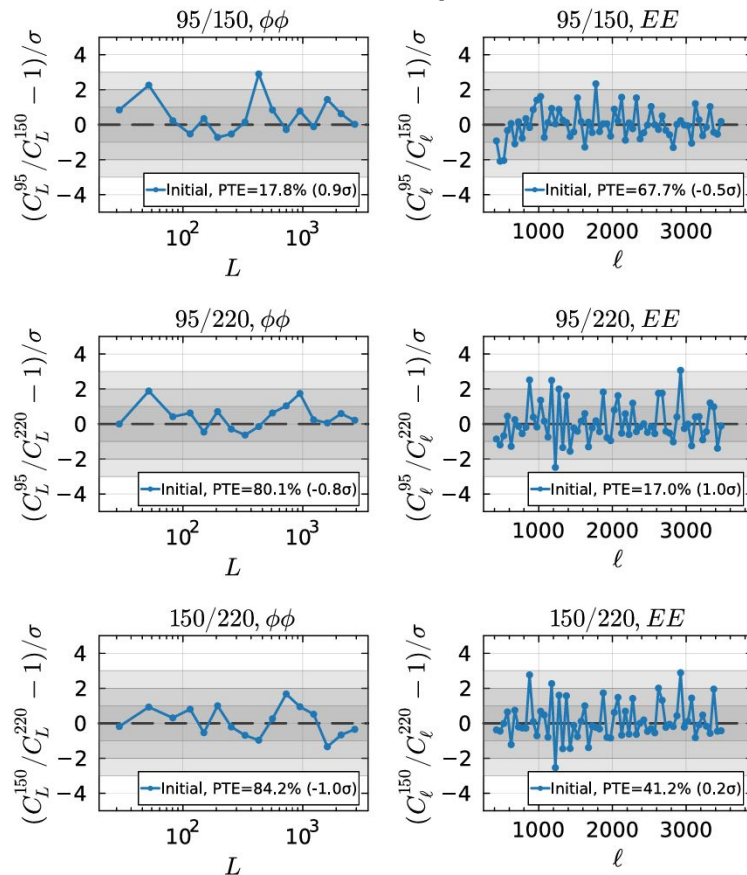 95/150, ϕϕ
(C_L^95/C_L^150 − 1)/σ
4
2
0
−2
−4
Initial, PTE=17.8% (0.9σ)
10^2
10^3
L
95/150, EE
(C_ℓ^95/C_ℓ^150 − 1)/σ
4
2
0
−2
−4
Initial, PTE=67.7% (-0.5σ)
1000
2000
3000
ℓ
95/220, ϕϕ
(C_L^95/C_L^220 − 1)/σ
4
2
0
−2
−4
Initial, PTE=80.1% (-0.8σ)
10^2
10^3
L
95/220, EE
(C_ℓ^95/C_ℓ^220 − 1)/σ
4
2
0
−2
−4
Initial, PTE=17.0% (1.0σ)
1000
2000
3000
ℓ
150/220, ϕϕ
(C_L^150/C_L^220 − 1)/σ
4
2
0
−2
−4
Initial, PTE=84.2% (-1.0σ)
10^2
10^3
L
150/220, EE
(C_ℓ^150/C_ℓ^220 − 1)/σ
4
2
0
−2
−4
Initial, PTE=41.2% (0.2σ)
1000
2000
3000
ℓ